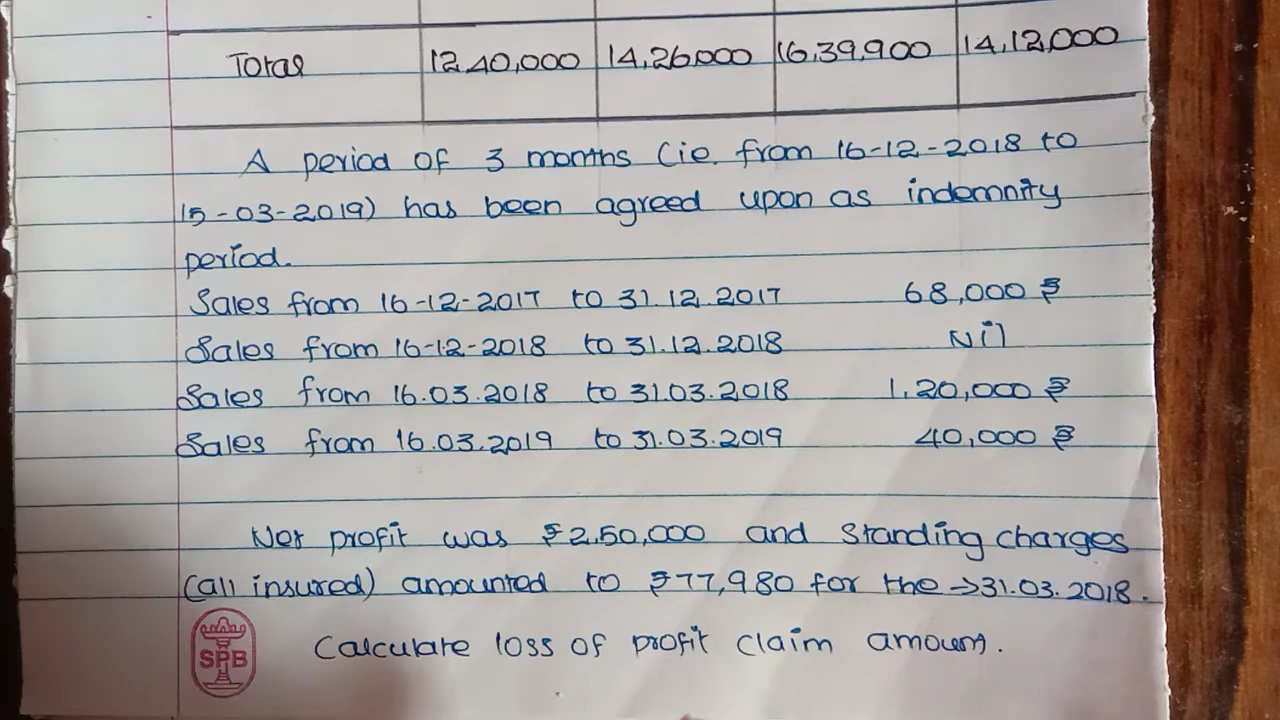 Total 12,40,000 14,26,000 16,39,900 14,12,000
A period of 3 months (ie. from 16-12-2018 to
15-03-2019) has been agreed upon as indemnity
period.
Sales from 16-12-2017 to 31.12.2017 68,000 ₹
Sales from 16-12-2018 to 31.12.2018 Nil
Sales from 16.03.2018 to 31.03.2018 1,20,000 ₹
Sales from 16.03.2019 to 31.03.2019 40,000 ₹
Net profit was ₹2,50,000 and Standing charges
(all insured) amounted to ₹77,980 for the →31.03.2018.
Calculate loss of profit claim amount.
SPB